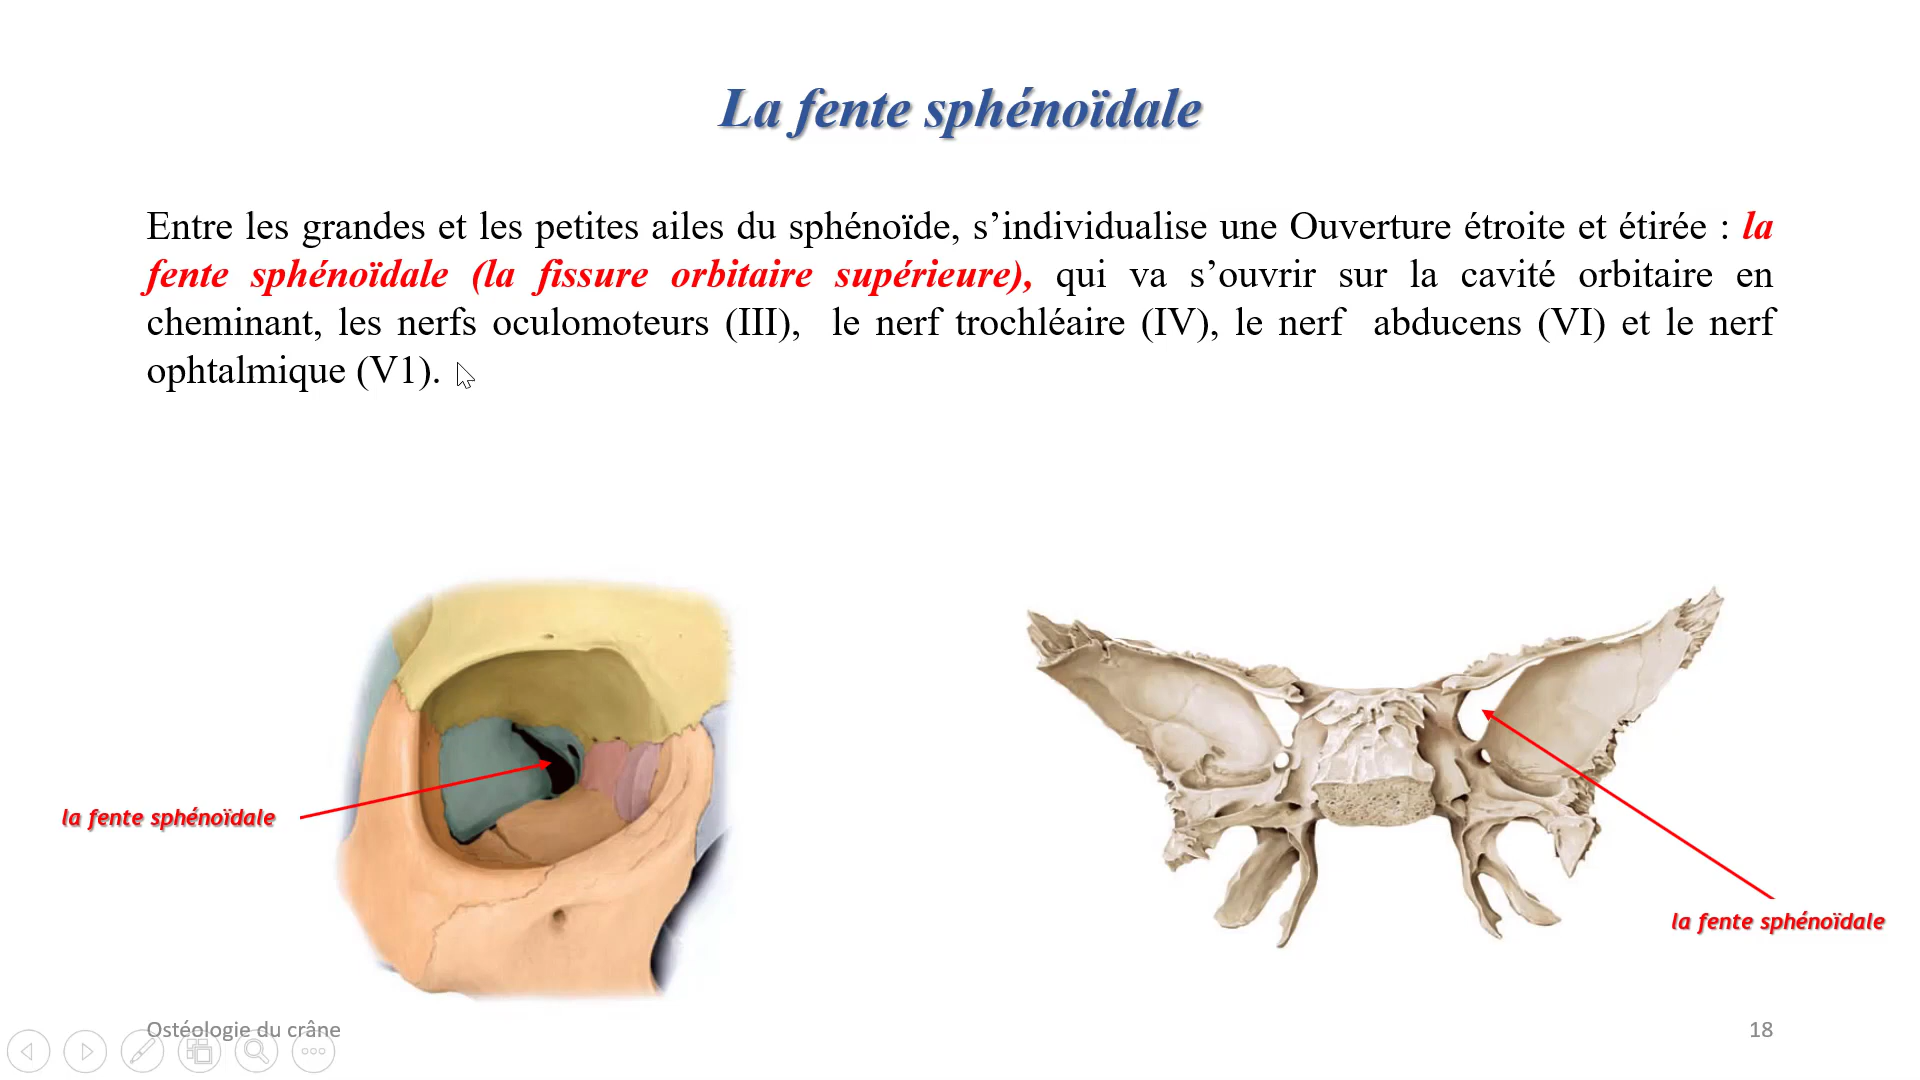 La fente sphénoïdale
Entre les grandes et les petites ailes du sphénoïde, s’individualise une Ouverture étroite et étirée : la
fente sphénoïdale (la fissure orbitaire supérieure), qui va s’ouvrir sur la cavité orbitaire en
cheminant, les nerfs oculomoteurs (III), le nerf trochléaire (IV), le nerf abducens (VI) et le nerf
ophtalmique (V1).
la fente sphénoïdale
la fente sphénoïdale
Ostéologie du crâne
18